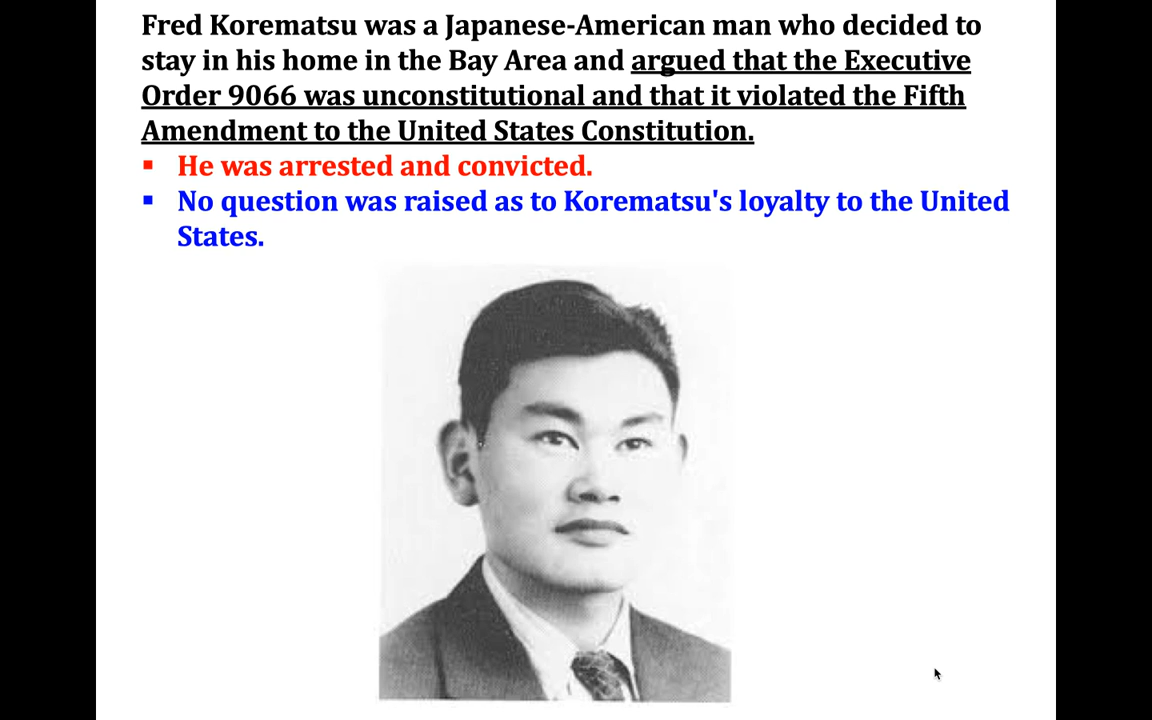 Fred Korematsu was a Japanese-American man who decided to
stay in his home in the Bay Area and argued that the Executive
Order 9066 was unconstitutional and that it violated the Fifth
Amendment to the United States Constitution.
▪ He was arrested and convicted.
▪ No question was raised as to Korematsu's loyalty to the United
States.